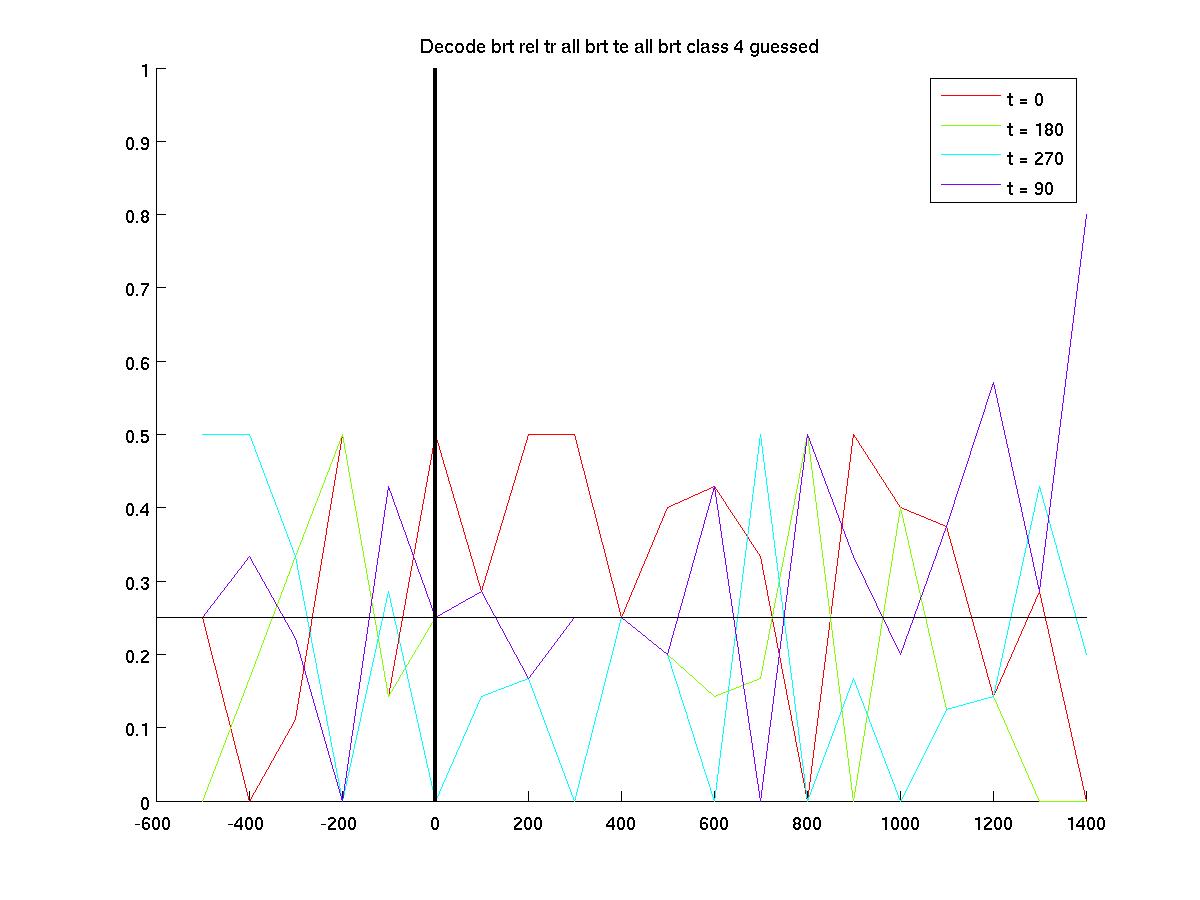 Decode brt rel tr all brt te all brt class 4 guessed
1
t = 0
0.9
t = 180
t = 270
0.8
t = 90
0.7
0.6
0.5
0.4
0.3
0.2
0.1
0
-600 -400 -200 0 200 400 600 800 1000 1200 1400